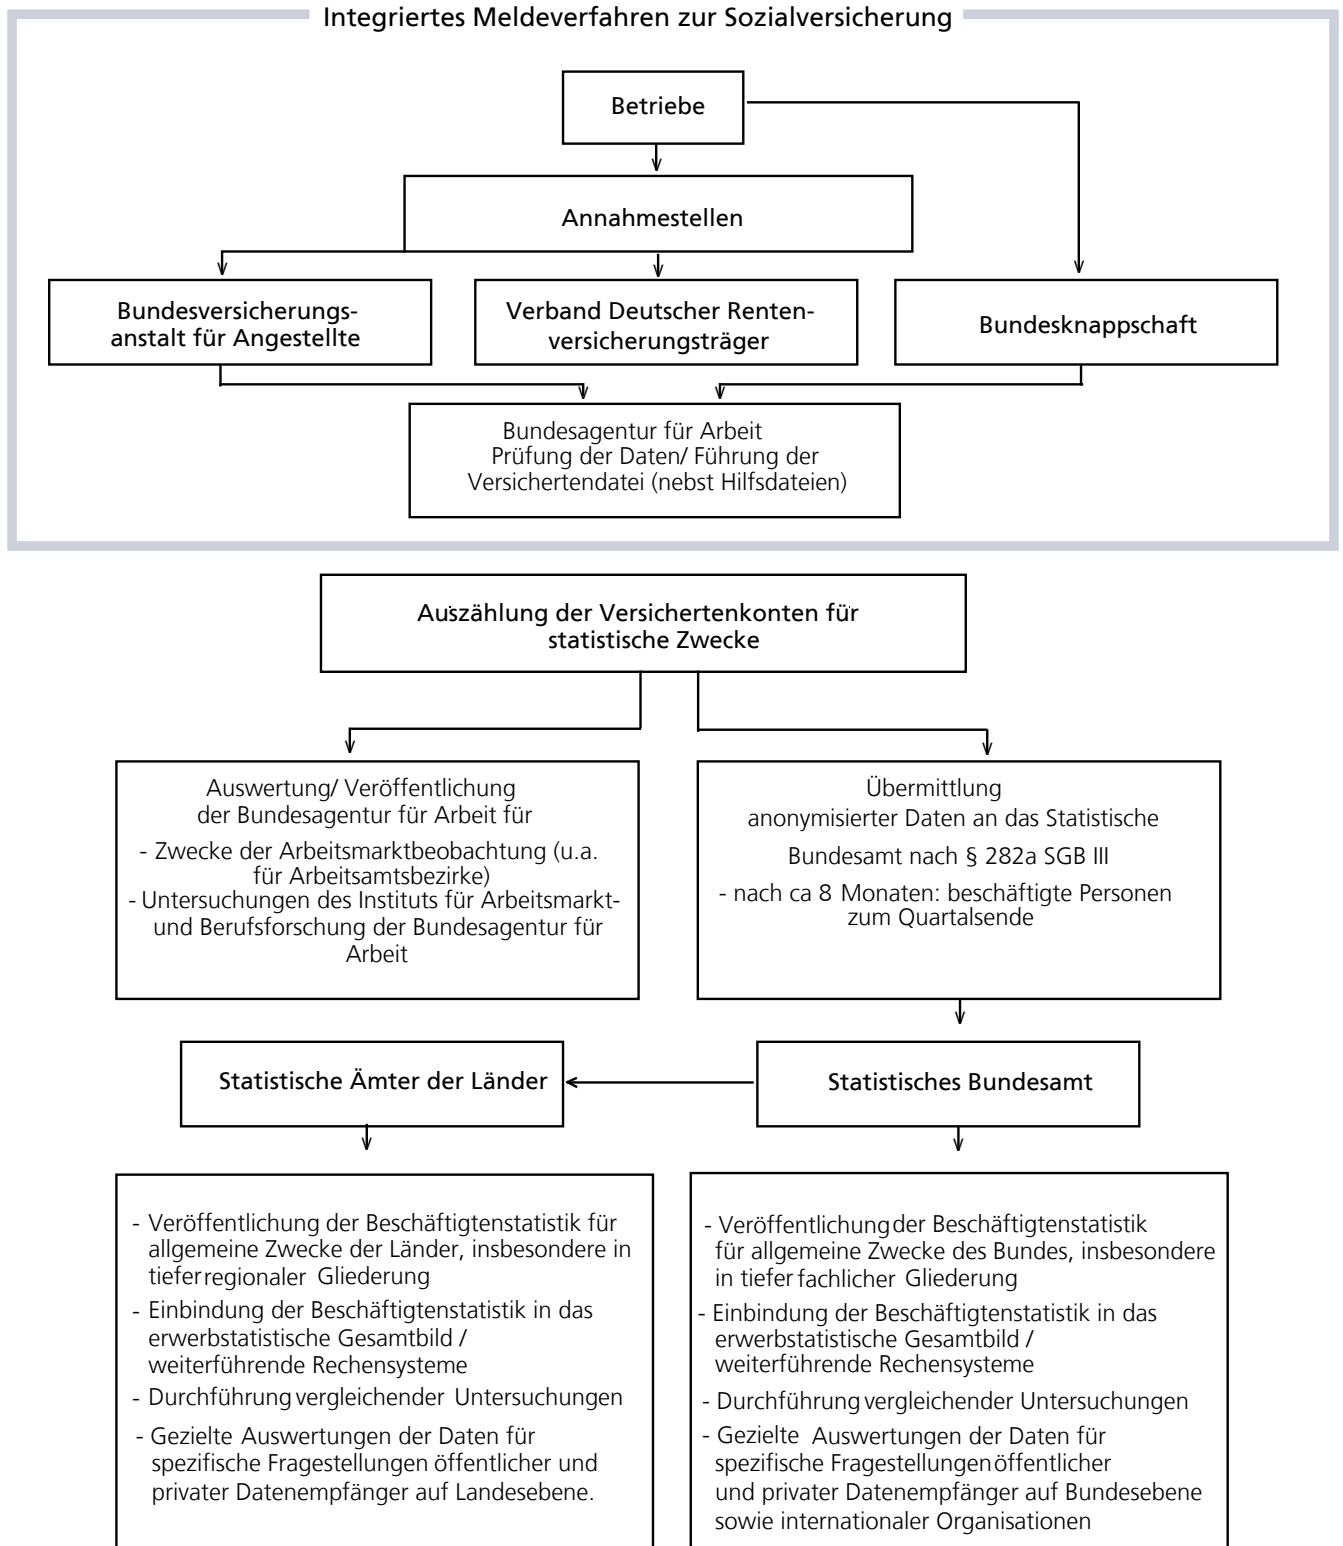 Integriertes Meldeverfahren zur Sozialversicherung
Betriebe
Annahmestellen
Bundesversicherungs-
anstalt für Angestellte
Verband Deutscher Renten-
versicherungsträger
Bundesknappschaft
Bundesagentur für Arbeit
Prüfung der Daten/ Führung der
Versichertendatei (nebst Hilfsdateien)
Auszählung der Versichertenkonten für
statistische Zwecke
Auswertung/ Veröffentlichung
der Bundesagentur für Arbeit für
- Zwecke der Arbeitsmarktbeobachtung (u.a.
für Arbeitsamtsbezirke)
- Untersuchungen des Instituts für Arbeitsmarkt-
und Berufsforschung der Bundesagentur für
Arbeit
Übermittlung
anonymisierter Daten an das Statistische
Bundesamt nach § 282a SGB III
- nach ca 8 Monaten: beschäftigte Personen
zum Quartalsende
Statistische Ämter der Länder
Statistisches Bundesamt
- Veröffentlichung der Beschäftigtenstatistik für
allgemeine Zwecke der Länder, insbesondere in
tiefer regionaler Gliederung
- Einbindung der Beschäftigtenstatistik in das
erwerbstatistische Gesamtbild /
weiterführende Rechensysteme
- Durchführung vergleichender Untersuchungen
- Gezielte Auswertungen der Daten für
spezifische Fragestellungen öffentlicher und
privater Datenempfänger auf Landesebene.
- Veröffentlichung der Beschäftigtenstatistik
für allgemeine Zwecke des Bundes, insbesondere
in tiefer fachlicher Gliederung
- Einbindung der Beschäftigtenstatistik in das
erwerbstatistische Gesamtbild /
weiterführende Rechensysteme
- Durchführung vergleichender Untersuchungen
- Gezielte Auswertungen der Daten für
spezifische Fragestellungen öffentlicher
und privater Datenempfänger auf Bundesebene
sowie internationaler Organisationen